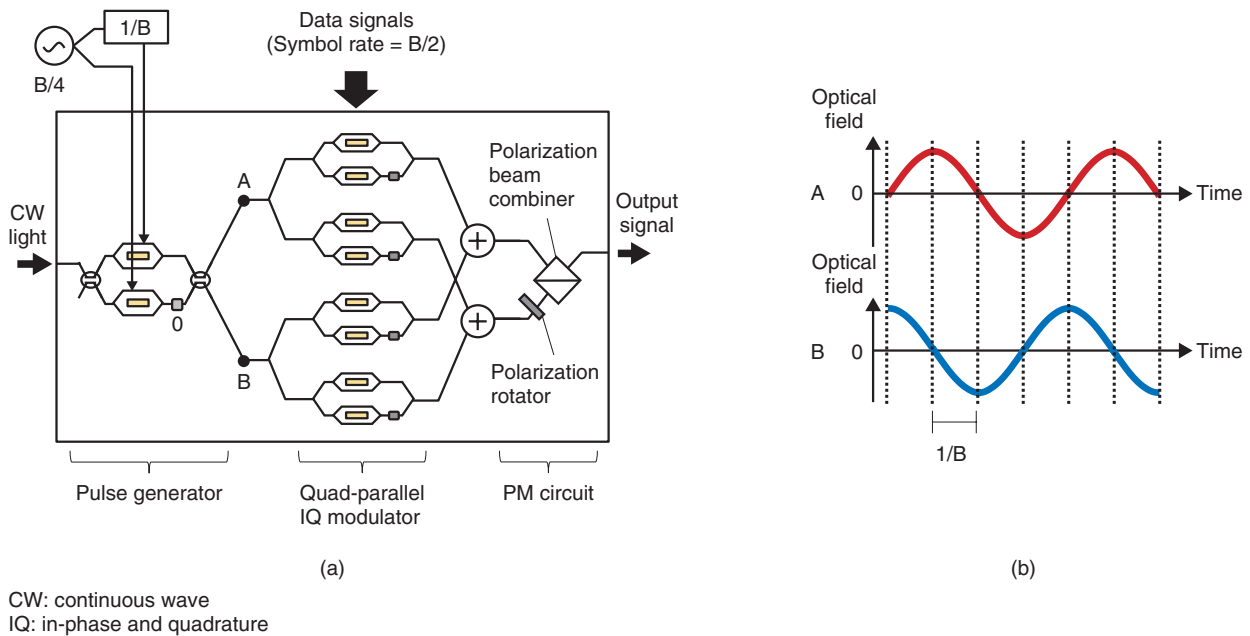 1/B
B/4
Data signals
(Symbol rate = B/2)
CW
light
0
A
B
Polarization
beam
combiner
Output
signal
Polarization
rotator
Pulse generator
Quad-parallel
IQ modulator
PM circuit
(a)
Optical
field
A
0
Time
Optical
field
B
0
Time
1/B
(b)
CW: continuous wave
IQ: in-phase and quadrature